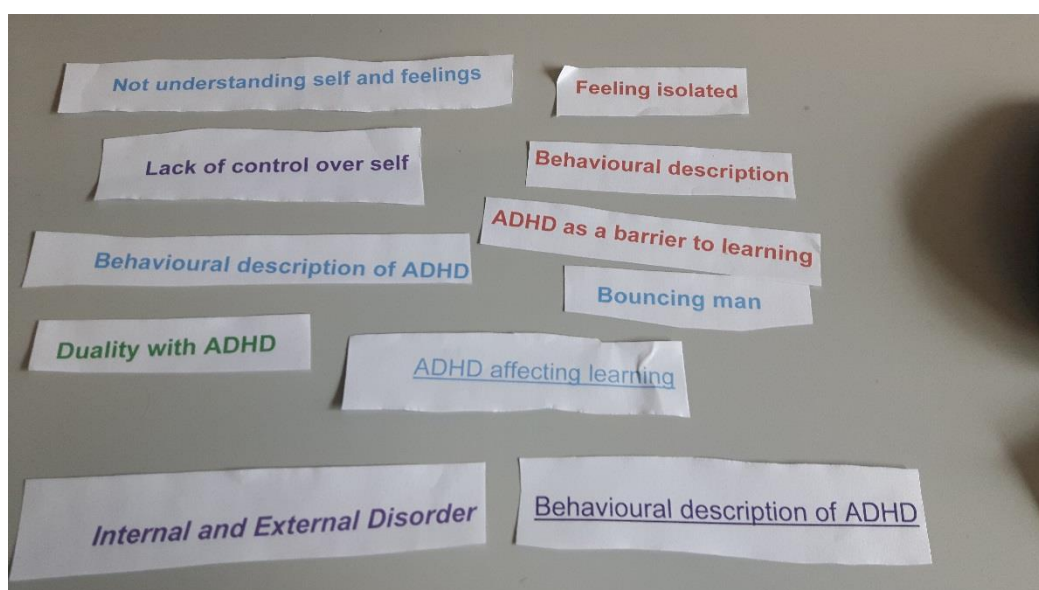 Not understanding self and feelings
Feeling isolated
Lack of control over self
Behavioural description
ADHD as a barrier to learning
Behavioural description of ADHD
Bouncing man
Duality with ADHD
ADHD affecting learning
Internal and External Disorder
Behavioural description of ADHD